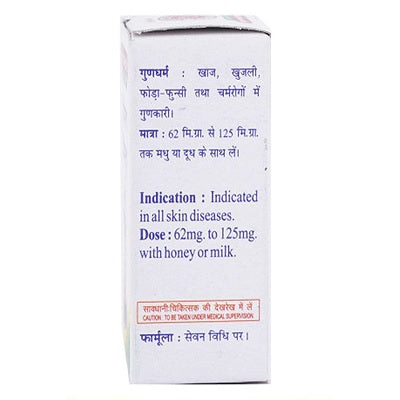 गुणधर्म : खाज, खुजली,
फोड़ा-फुन्सी तथा चर्मरोगों में
गुणकारी।
मात्रा : 62 मि.ग्रा. से 125 मि.ग्रा.
तक मधु या दूध के साथ लें।
Indication : Indicated
in all skin diseases.
Dose : 62mg. to 125mg.
with honey or milk.
सावधानी:चिकित्सक की देखरेख में लें
CAUTION : TO BE TAKEN UNDER MEDICAL SUPERVISION
फार्मूला : सेवन विधि पर।